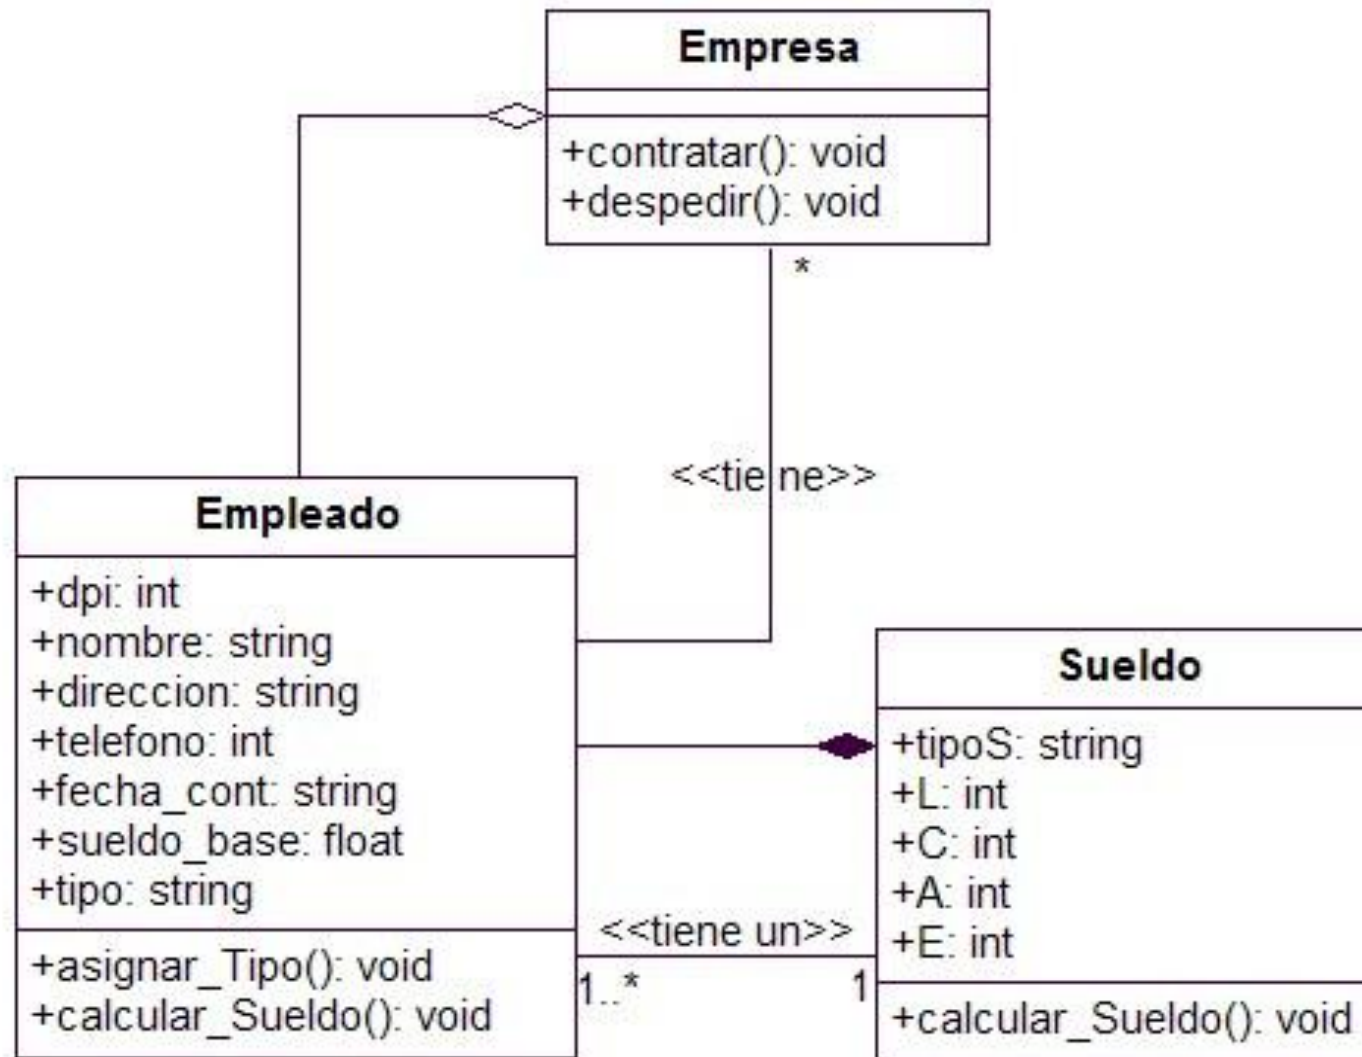 Empresa
+contratar(): void
+despedir(): void
*
<<tiene>>
Empleado
+dpi: int
+nombre: string
+direccion: string
+telefono: int
+fecha_cont: string
+sueldo_base: float
+tipo: string
+asignar_Tipo(): void
+calcular_Sueldo(): void
<<tiene un>>
1..*
1
Sueldo
+tipoS: string
+L: int
+C: int
+A: int
+E: int
+calcular_Sueldo(): void